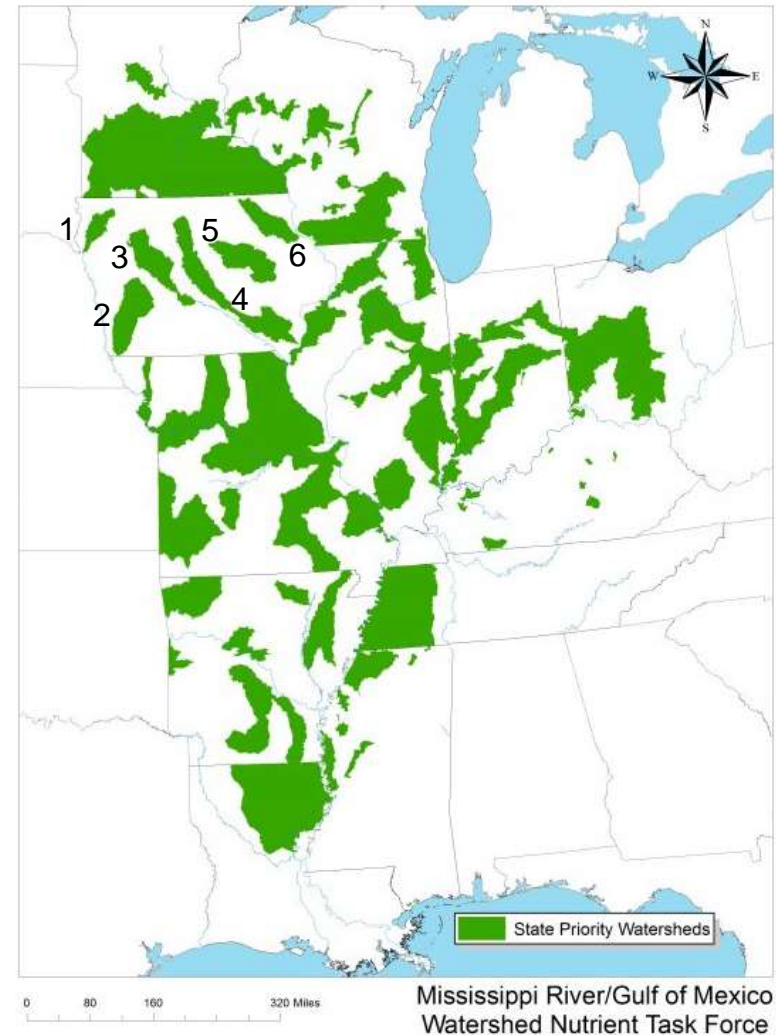 N
W
E
S
1
5
3
6
4
2
State Priority Watersheds
0 80 160 320 Miles
Mississippi River/Gulf of Mexico
Watershed Nutrient Task Force